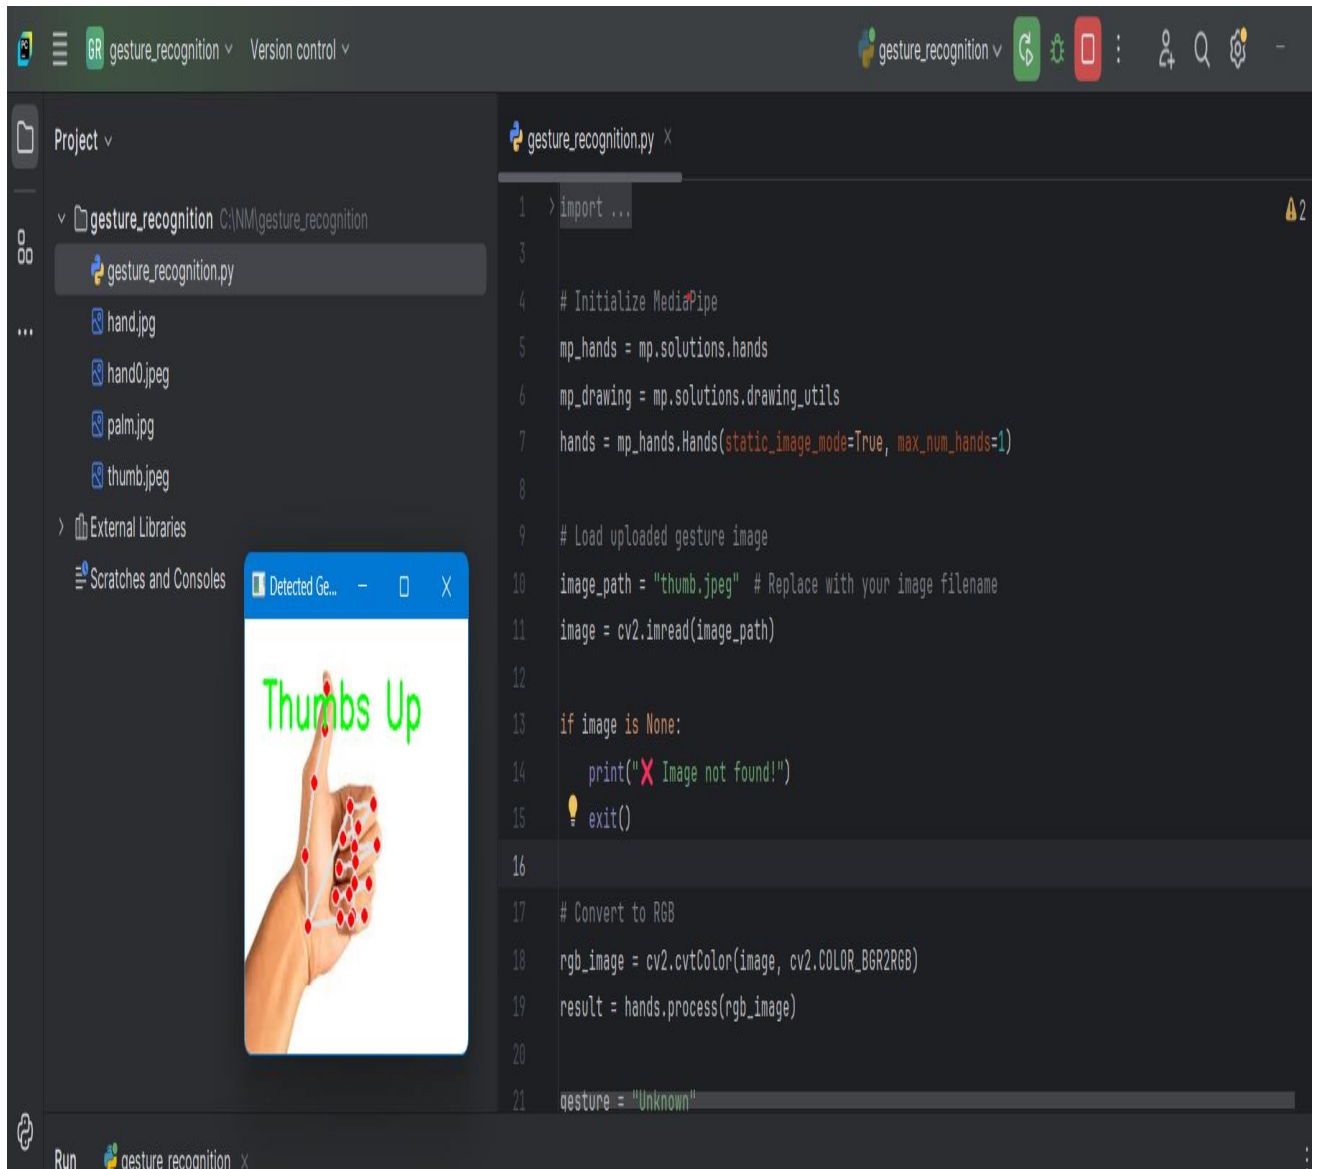 PC
GR gesture_recognition Version control
gesture_recognition
Project
gesture_recognition C:\NM\gesture_recognition
gesture_recognition.py
hand.jpg
hand0.jpeg
palm.jpg
thumb.jpeg
External Libraries
Scratches and Consoles
Detected Ge...
Thumbs Up
gesture_recognition.py
1 import ...
2
3
4 # Initialize MediaPipe
5 mp_hands = mp.solutions.hands
6 mp_drawing = mp.solutions.drawing_utils
7 hands = mp_hands.Hands(static_image_mode=True, max_num_hands=1)
8
9 # Load uploaded gesture image
10 image_path = "thumb.jpeg" # Replace with your image filename
11 image = cv2.imread(image_path)
12
13 if image is None:
14 print("❌ Image not found!")
15 exit()
16
17 # Convert to RGB
18 rgb_image = cv2.cvtColor(image, cv2.COLOR_BGR2RGB)
19 result = hands.process(rgb_image)
20
21 gesture = "Unknown"
Run gesture_recognition